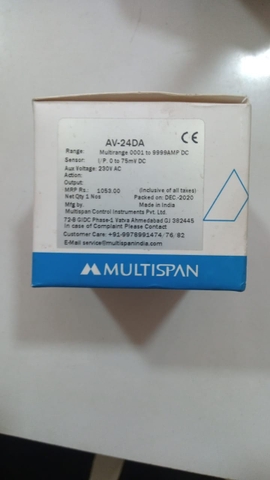 AV-24DA
CE
Range: Multirange 0001 to 9999AMP DC
Sensor: I/P. 0 to 75mV DC
Aux Voltage: 230V AC
Action:
Output:
MRP Rs: 1053.00 (Inclusive of all taxes)
Net Qty 1 Nos Packed on: DEC.-2020
Mfg by. Made in India
Multispan Control Instruments Pvt. Ltd.
72-B GIDC Phase-1 Vatva Ahmedabad GJ 382445
In case of Complaint Please Contact
Customer Care: +91-9978991474/76/82
E-Mail service@multispanindia.com
MULTISPAN